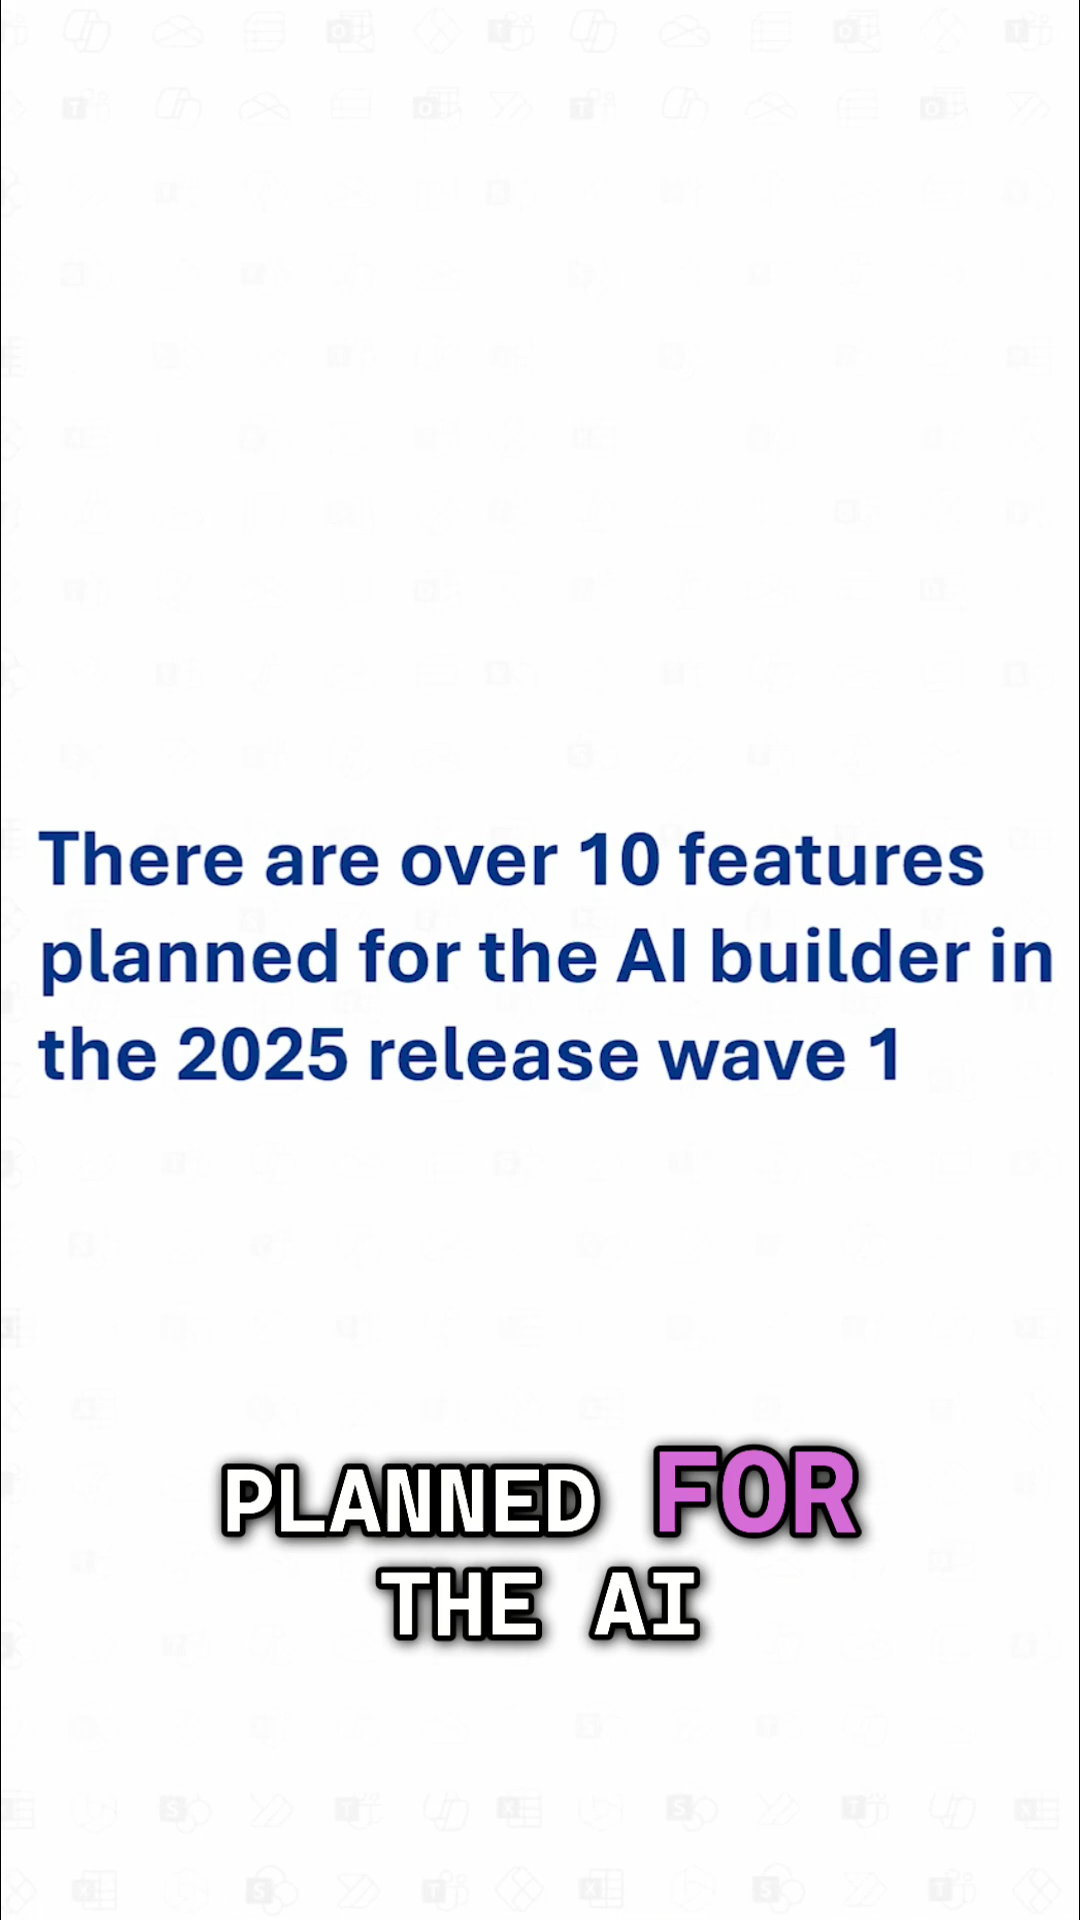 There are over 10 features
planned for the AI builder in
the 2025 release wave 1
PLANNED FOR
THE AI